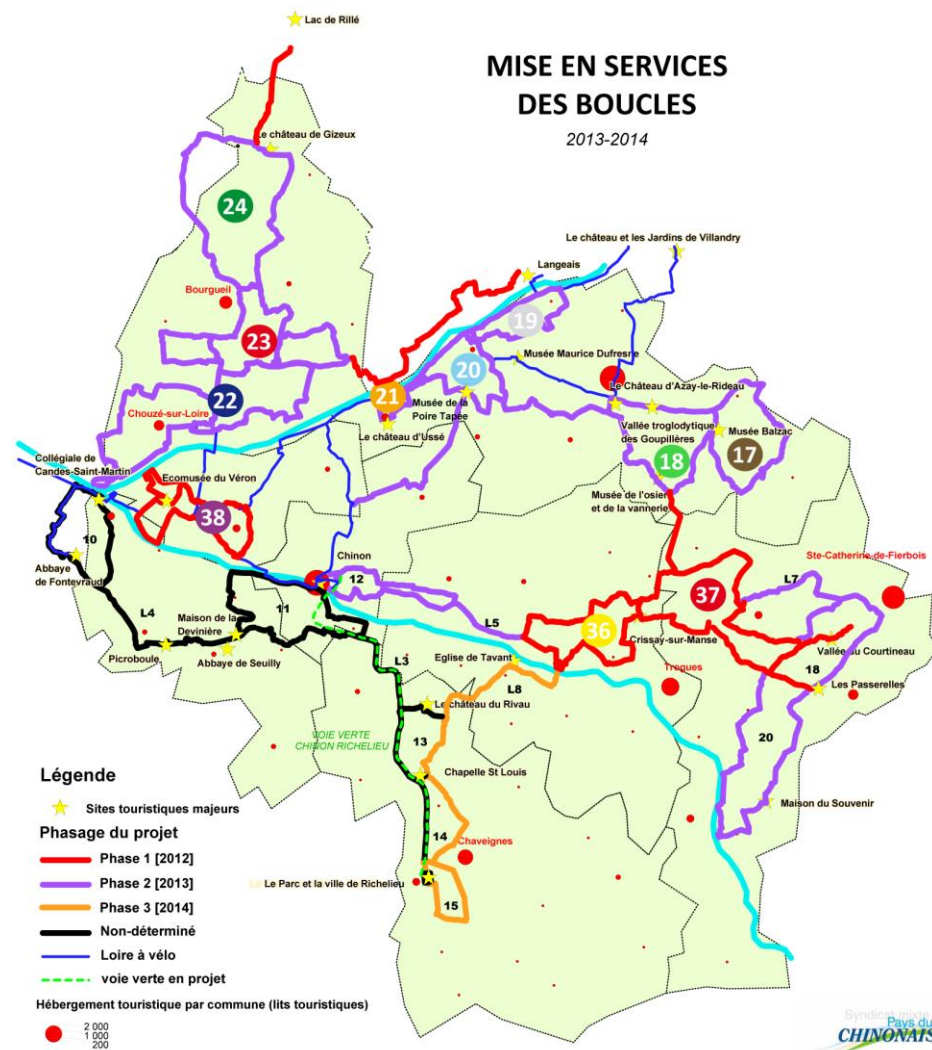 Lac de Rillé
MISE EN SERVICES
DES BOUCLES
2013-2014
Le château de Gizeux
24
Le château et les Jardins de Villandry
Langeais
Bourgueil
19
23
Musée Maurice Dufresne
20
Le Château d'Azay-le-Rideau
21
22
Musée de la
Poire Tapée
Chouzé-sur-Loire
Le château d'Ussé
Vallée troglodytique
des Goupillères
Musée Balzac
17
18
Collégiale de
Candes-Saint-Martin
Ecomusée du Véron
Musée de l'osier
et de la vannerie
38
10
Abbaye
de Fontevraud
Chinon
12
Ste-Catherine-de-Fierbois
L7
37
L4
Maison de la
Devinière
11
L5
36
Crissay-sur-Manse
Vallée du Courtineau
Picroboule
Abbaye de Seuilly
L3
Eglise de Tavant
18
L8
Trogues
Les Passerelles
Le château du Rivau
VOIE VERTE
CHINON RICHELIEU
13
20
Chapelle St Louis
Maison du Souvenir
14
Chaveignes
Le Parc et la ville de Richelieu
15
Légende
Sites touristiques majeurs
Phasage du projet
Phase 1 [2012]
Phase 2 [2013]
Phase 3 [2014]
Non-déterminé
Loire à vélo
voie verte en projet
Hébergement touristique par commune (lits touristiques)
2 000
1 000
200
Syndicat mixte
Pays du
CHINONAIS